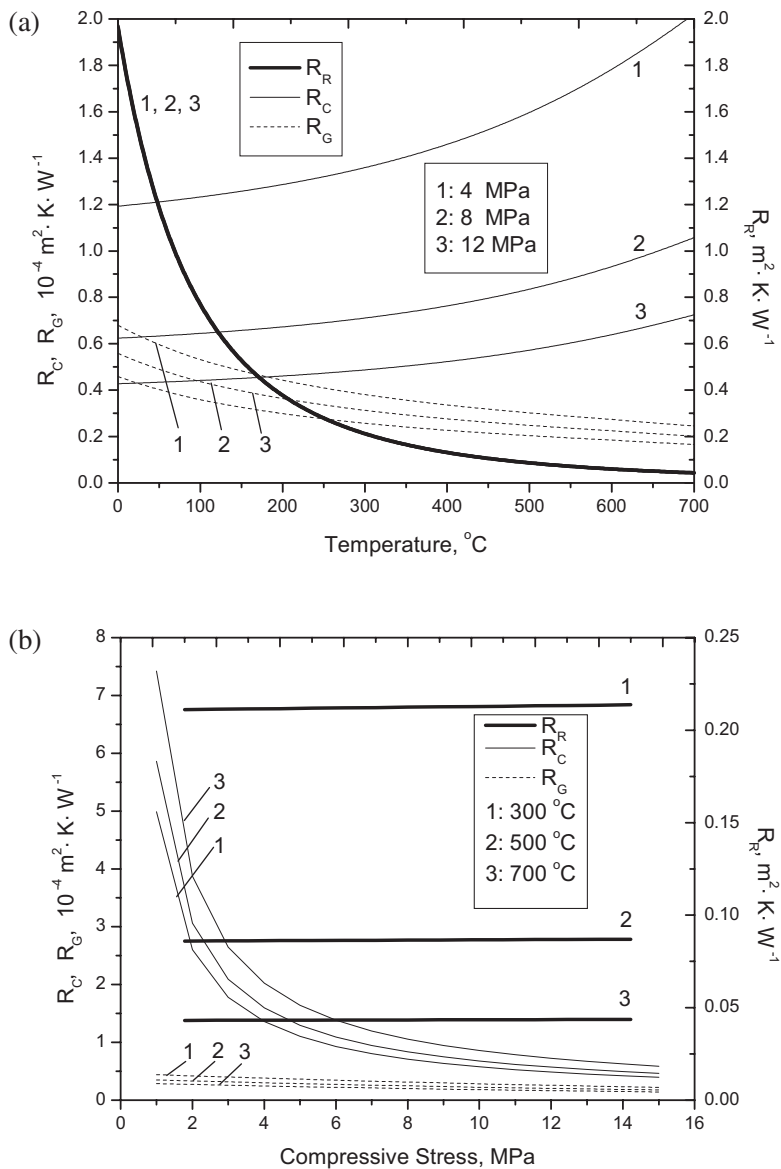 (a)
2.0
1.8
1.6
1.4
1.2
1.0
0.8
0.6
0.4
0.2
0.0
R_C, R_G, 10^-4 m^2· K· W^-1
1, 2, 3
R_R
R_C
R_G
1: 4 MPa
2: 8 MPa
3: 12 MPa
1
2
3
1
2
3
2.0
1.8
1.6
1.4
1.2
1.0
0.8
0.6
0.4
0.2
0.0
R_R, m^2· K· W^-1
0 100 200 300 400 500 600 700
Temperature, °C
(b)
8
7
6
5
4
3
2
1
0
R_C, R_G, 10^-4 m^2· K· W^-1
3
2
1
1
2
3
1
R_R
R_C
R_G
1: 300 °C
2: 500 °C
3: 700 °C
2
3
0.25
0.20
0.15
0.10
0.05
0.00
R_R, m^2· K· W^-1
0 2 4 6 8 10 12 14 16
Compressive Stress, MPa